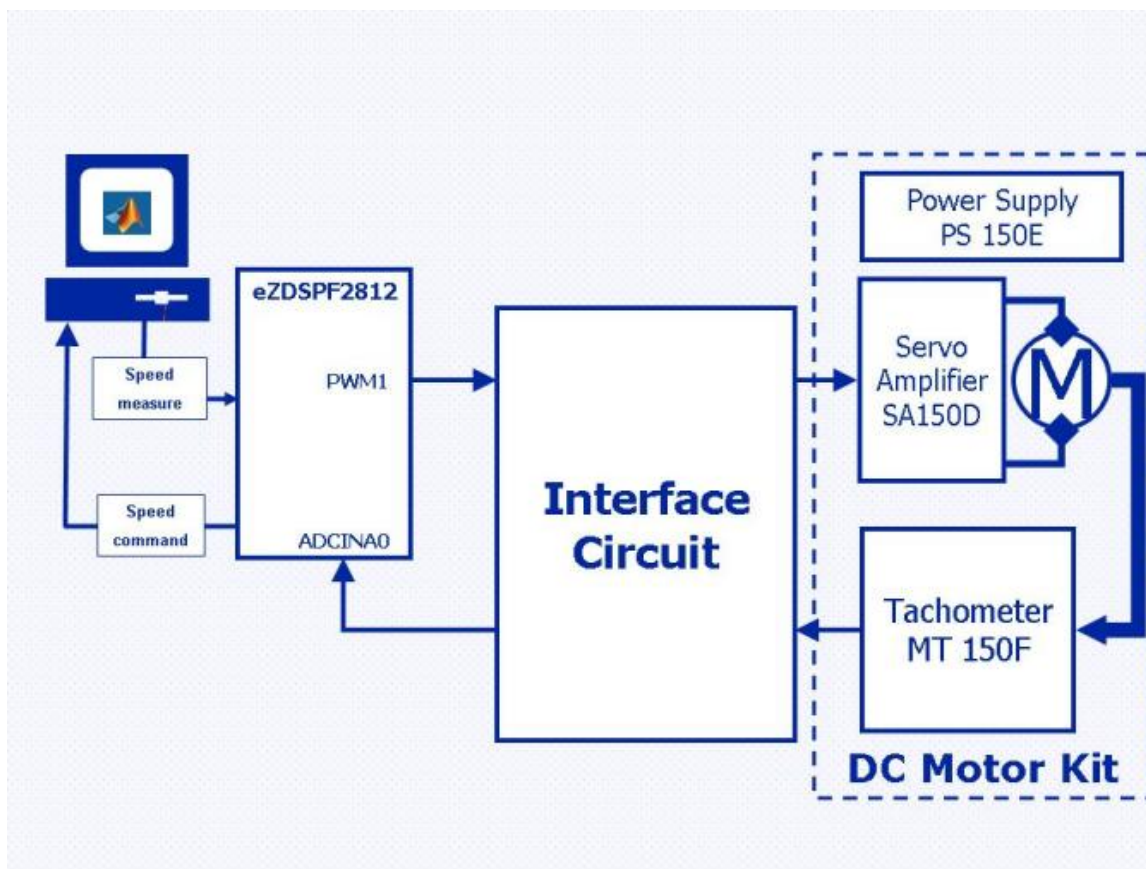 Power Supply
PS 150E
eZDSPF2812
Speed
measure
PWM1
Servo
Amplifier
SA150D
M
Interface
Circuit
Speed
command
ADCINA0
Tachometer
MT 150F
DC Motor Kit